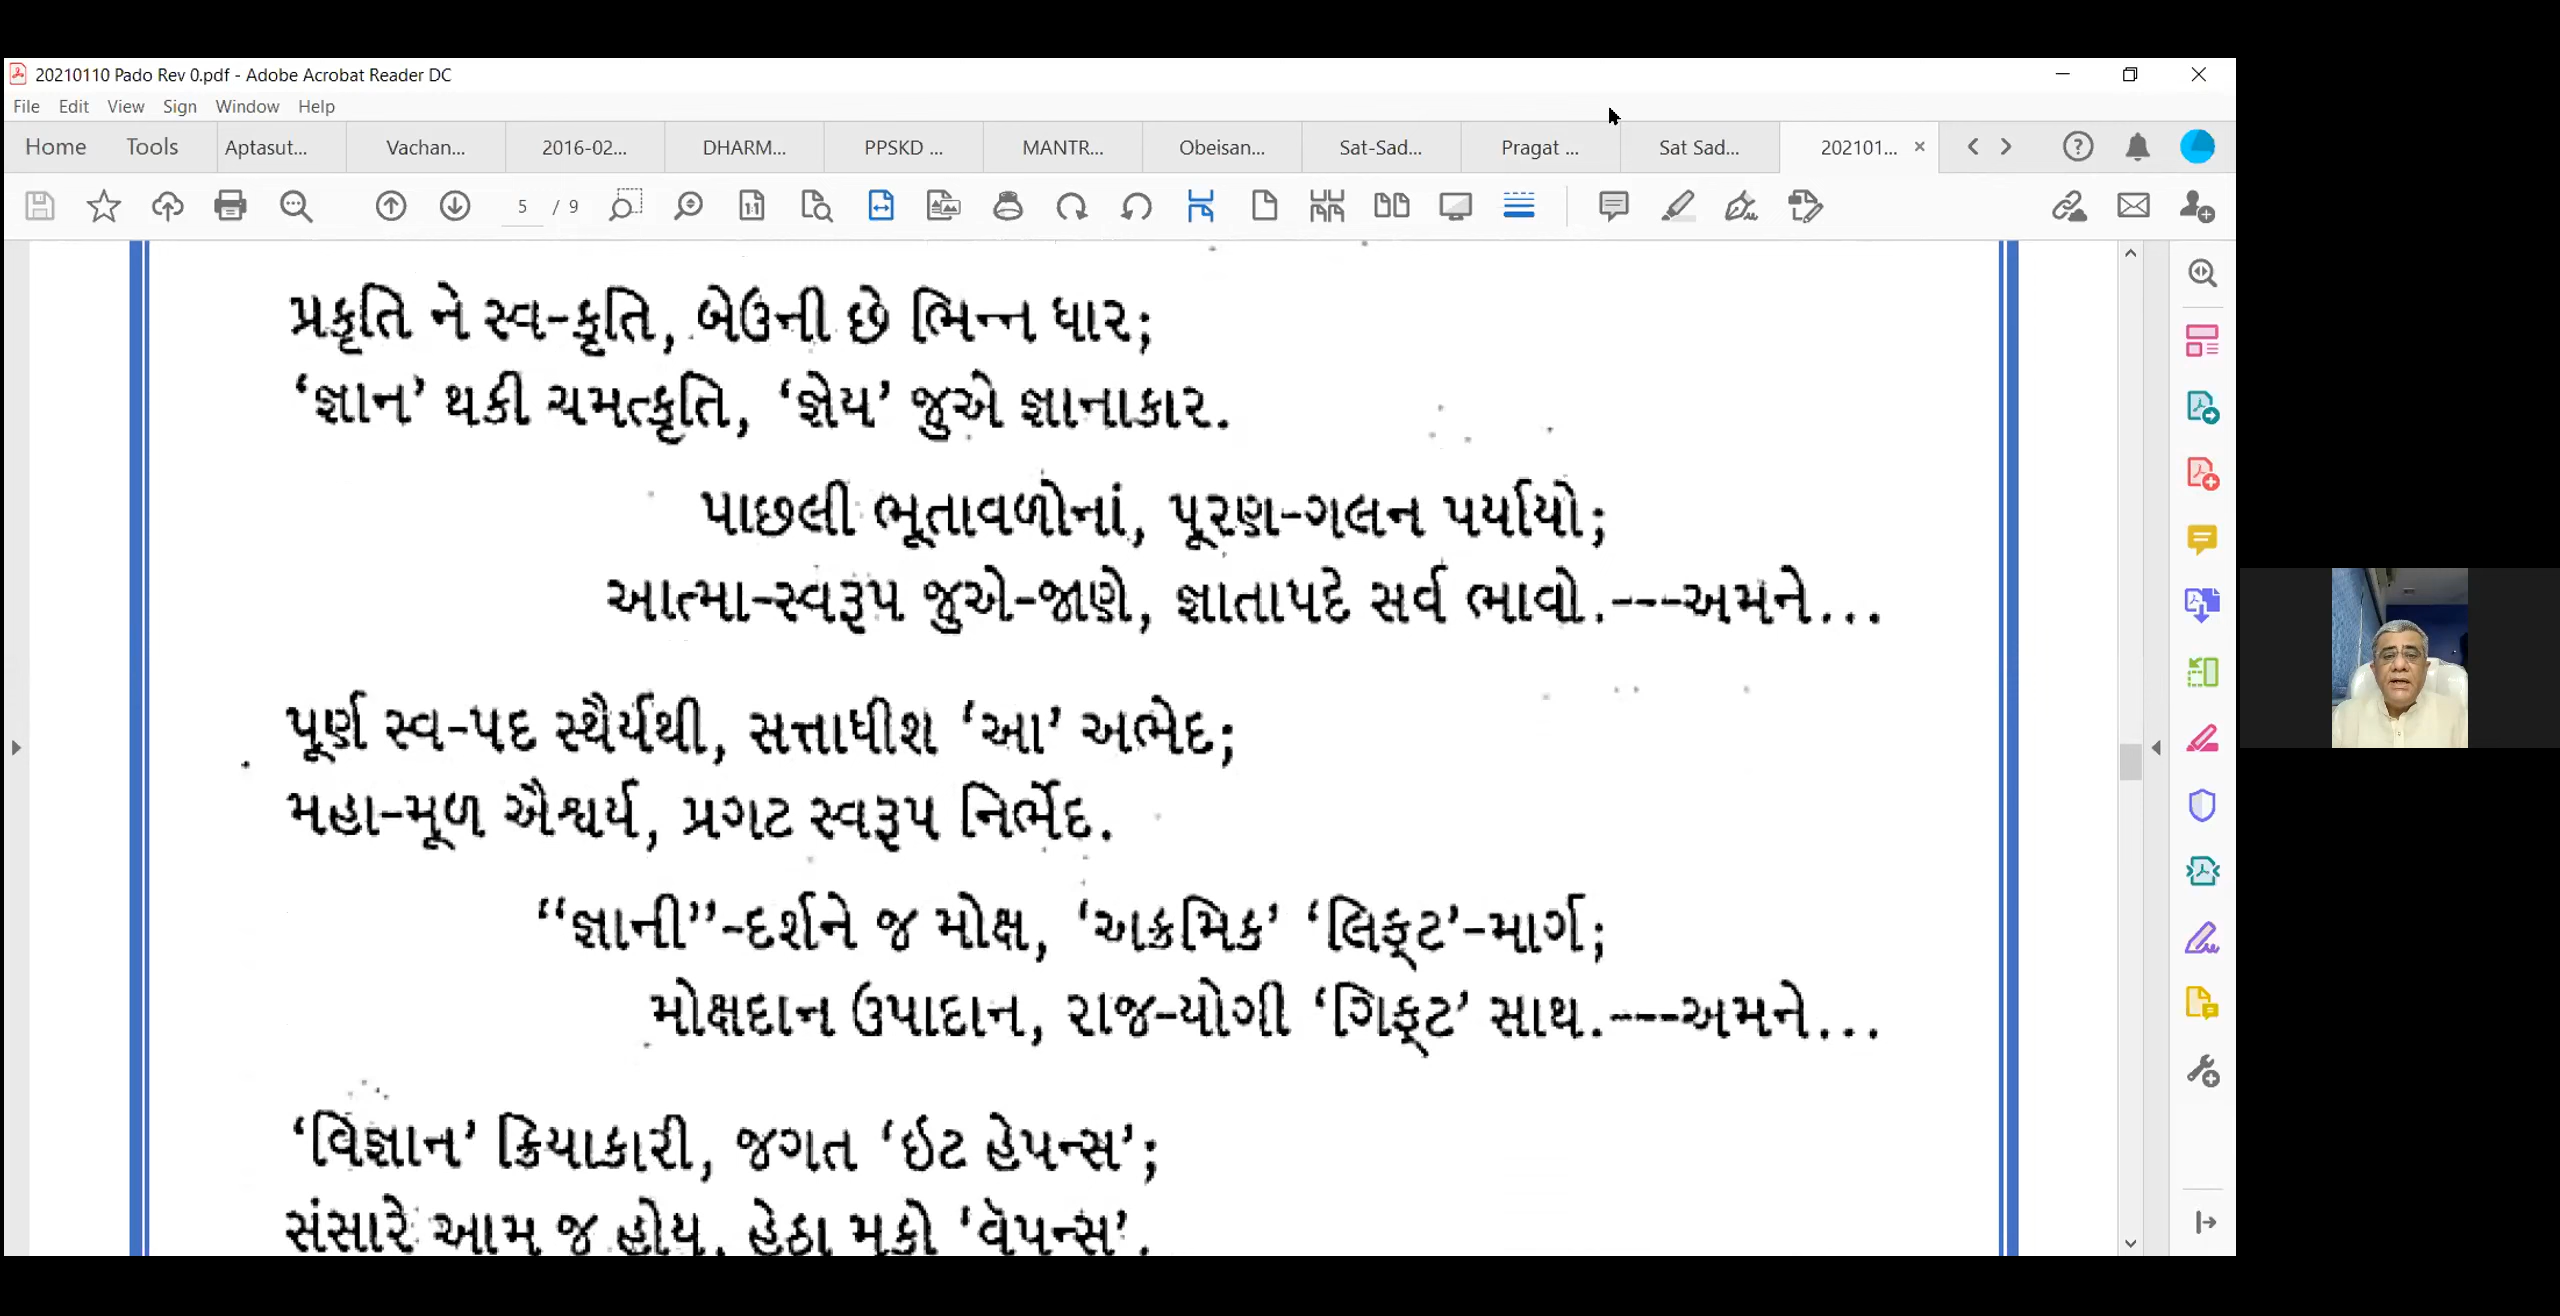 20210110 Pado Rev 0.pdf - Adobe Acrobat Reader DC
File Edit View Sign Window Help
Home Tools Aptasut... Vachan... 2016-02... DHARM... PPSKD ... MANTR... Obeisan... Sat-Sad... Pragat ... Sat Sad... 202101...
5 / 9
પ્રકૃતિ ને સ્વ-કૃતિ, બેઉની છે ભિન્ન ધાર;
‘જ્ઞાન’ થકી ચમત્કૃતિ, ‘જ્ઞેય’ જુએ જ્ઞાનાકાર.
પાછલી ભૂતાવળોનાં, પૂરણ-ગલન પર્યાયો;
આત્મા-સ્વરૂપ જુએ-જાણે, જ્ઞાતાપદે સર્વ ભાવો.---અમને...
પૂર્ણ સ્વ-પદ સ્થૈર્યથી, સત્તાધીશ ‘આ’ અભેદ;
મહા-મૂળ ઐશ્વર્ય, પ્રગટ સ્વરૂપ નિર્ભેદ.
“જ્ઞાની”-દર્શને જ મોક્ષ, ‘અક્રમિક’ ‘લિફ્ટ’-માર્ગ;
મોક્ષદાન ઉપાદાન, રાજ-યોગી ‘ગિફ્ટ’ સાથ.---અમને...
‘વિજ્ઞાન’ ક્રિયાકારી, જગત ‘ઇટ હેપન્સ’;
સંસારે આમ જ હોય, હેઠા મૂકો ‘વૅપન્સ’.